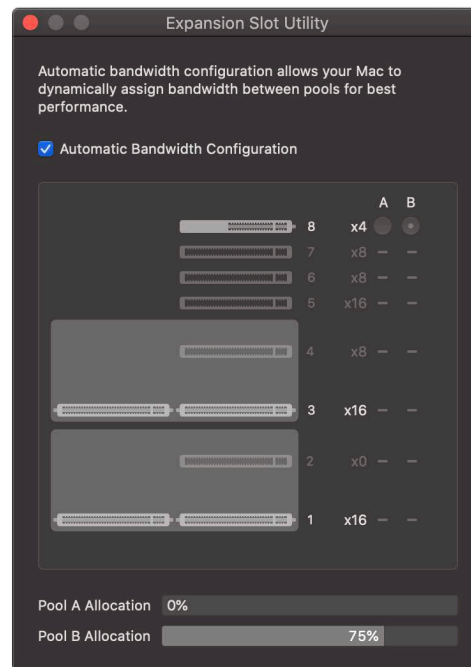 Expansion Slot Utility
Automatic bandwidth configuration allows your Mac to
dynamically assign bandwidth between pools for best
performance.
Automatic Bandwidth Configuration
A B
8 x4
7 x8 – –
6 x8 – –
5 x16 – –
4 x8 – –
3 x16 – –
2 x0 – –
1 x16 – –
Pool A Allocation 0%
Pool B Allocation 75%